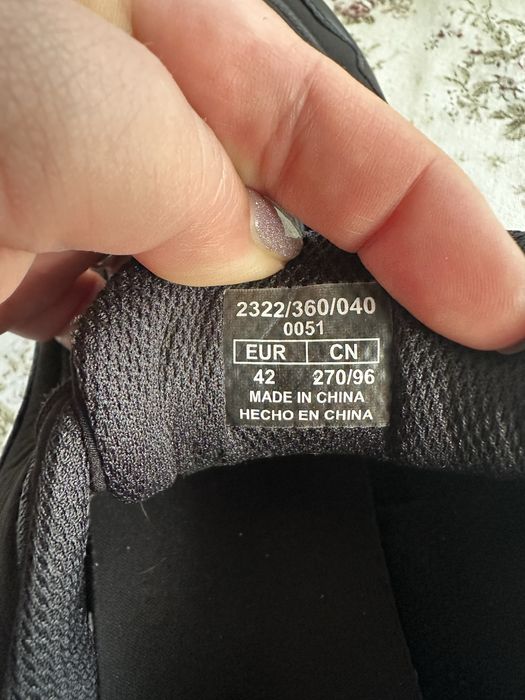 2322/360/040
0051
EUR CN
42 270/96
MADE IN CHINA
HECHO EN CHINA